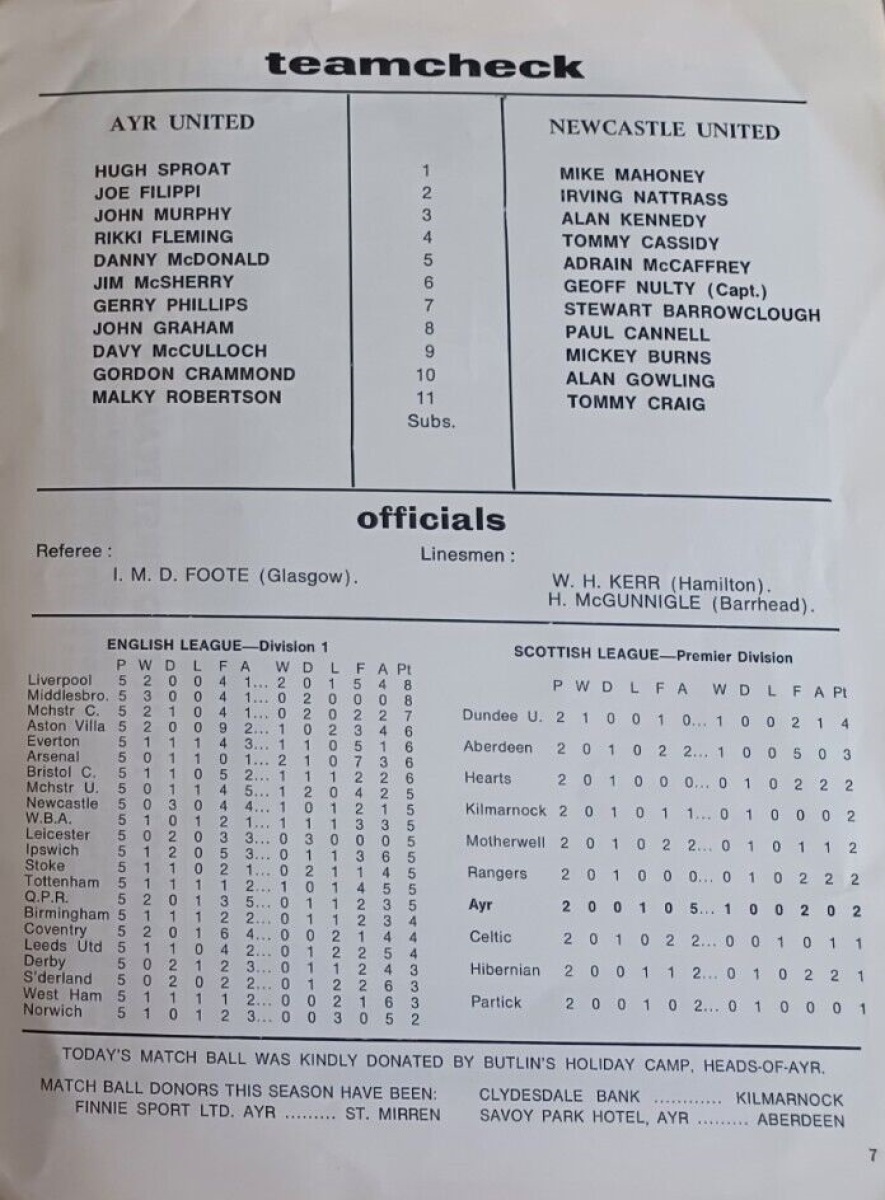 teamcheck
AYR UNITED NEWCASTLE UNITED
HUGH SPROAT 1 MIKE MAHONEY
JOE FILIPPI 2 IRVING NATTRASS
JOHN MURPHY 3 ALAN KENNEDY
RIKKI FLEMING 4 TOMMY CASSIDY
DANNY McDONALD 5 ADRAIN McCAFFREY
JIM McSHERRY 6 GEOFF NULTY (Capt.)
GERRY PHILLIPS 7 STEWART BARROWCLOUGH
JOHN GRAHAM 8 PAUL CANNELL
DAVY McCULLOCH 9 MICKEY BURNS
GORDON CRAMMOND 10 ALAN GOWLING
MALKY ROBERTSON 11 TOMMY CRAIG
Subs.
officials
Referee : Linesmen :
I. M. D. FOOTE (Glasgow). W. H. KERR (Hamilton).
H. McGUNNIGLE (Barrhead).
ENGLISH LEAGUE—Division 1
P W D L F A W D L F A Pt
Liverpool 5 2 0 0 4 1... 2 0 1 5 4 8
Middlesbro. 5 3 0 0 4 1... 0 2 0 0 0 8
Mchstr C. 5 2 1 0 4 1... 0 2 0 2 2 7
Aston Villa 5 2 0 0 9 2... 1 0 2 3 4 6
Everton 5 1 1 1 4 3... 1 1 0 5 1 6
Arsenal 5 0 1 1 0 1... 2 1 0 7 3 6
Bristol C. 5 1 1 0 5 2... 1 1 1 2 2 6
Mchstr U. 5 0 1 1 4 5... 1 2 0 4 2 5
Newcastle 5 0 3 0 4 4... 1 0 1 2 1 5
W.B.A. 5 1 0 1 2 1... 1 1 1 3 3 5
Leicester 5 0 2 0 3 3... 0 3 0 0 0 5
Ipswich 5 1 2 0 5 3... 0 1 1 3 6 5
Stoke 5 1 1 0 2 1... 0 2 1 1 4 5
Tottenham 5 1 1 1 1 2... 1 0 1 4 5 5
Q.P.R. 5 2 0 1 3 5... 0 1 1 2 3 5
Birmingham 5 1 1 1 2 2... 0 1 1 2 3 4
Coventry 5 2 0 1 6 4... 0 0 2 1 4 4
Leeds Utd 5 1 1 0 4 2... 0 1 2 2 5 4
Derby 5 0 2 1 2 3... 0 1 1 2 4 3
S'derland 5 0 2 0 2 2... 0 1 2 2 6 3
West Ham 5 1 1 1 1 2... 0 0 2 1 6 3
Norwich 5 1 0 1 2 3... 0 0 3 0 5 2
SCOTTISH LEAGUE—Premier Division
P W D L F A W D L F A Pt
Dundee U. 2 1 0 0 1 0... 1 0 0 2 1 4
Aberdeen 2 0 1 0 2 2... 1 0 0 5 0 3
Hearts 2 0 1 0 0 0... 0 1 0 2 2 2
Kilmarnock 2 0 1 0 1 1... 0 1 0 0 0 2
Motherwell 2 0 1 0 2 2... 0 1 0 1 1 2
Rangers 2 0 1 0 0 0... 0 1 0 2 2 2
Ayr 2 0 0 1 0 5... 1 0 0 2 0 2
Celtic 2 0 1 0 2 2... 0 0 1 0 1 1
Hibernian 2 0 0 1 1 2... 0 1 0 2 2 1
Partick 2 0 0 1 0 2... 0 1 0 0 0 1
TODAY'S MATCH BALL WAS KINDLY DONATED BY BUTLIN'S HOLIDAY CAMP, HEADS-OF-AYR.
MATCH BALL DONORS THIS SEASON HAVE BEEN: CLYDESDALE BANK ............ KILMARNOCK
FINNIE SPORT LTD. AYR ......... ST. MIRREN SAVOY PARK HOTEL, AYR ......... ABERDEEN
7